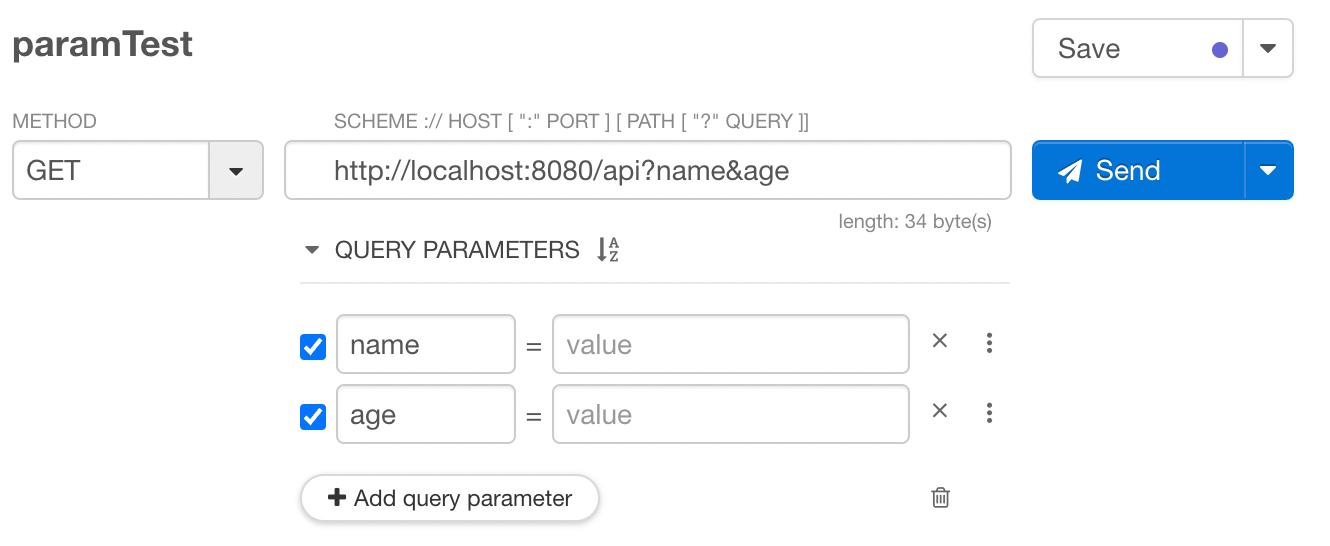 paramTest
Save
METHOD
SCHEME :// HOST [ ":" PORT ] [ PATH [ "?" QUERY ]]
GET
http://localhost:8080/api?name&age
Send
length: 34 byte(s)
QUERY PARAMETERS A Z
name = value
age = value
Add query parameter